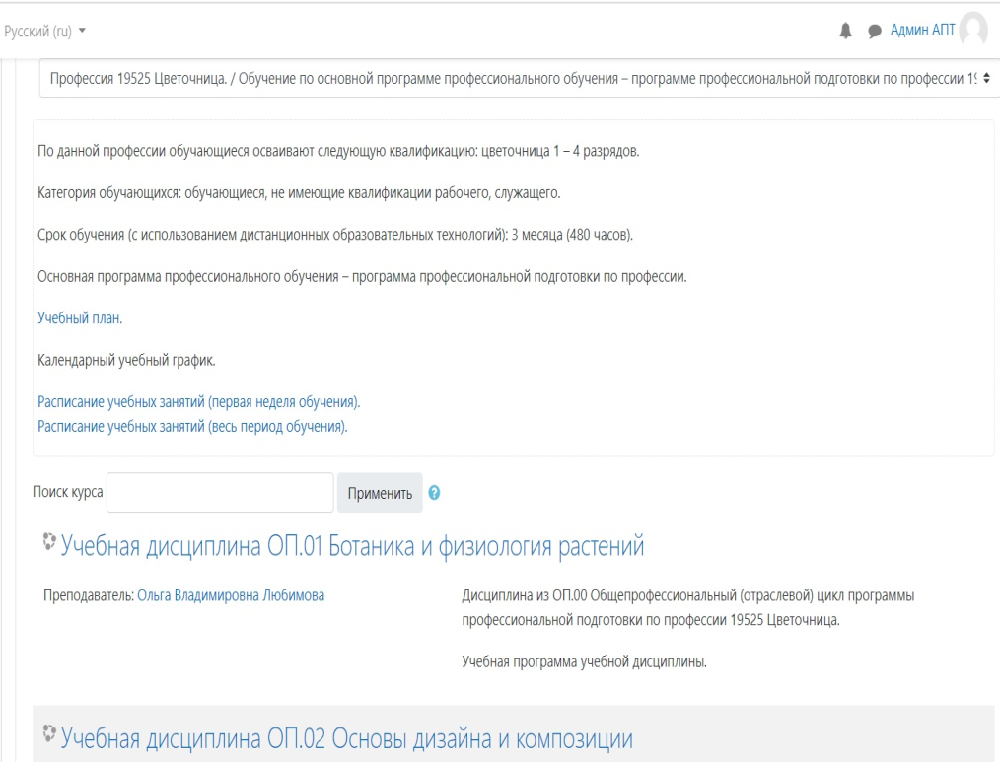 Русский (ru)
Админ АПТ
Профессия 19525 Цветочница. / Обучение по основной программе профессионального обучения – программе профессиональной подготовки по профессии
По данной профессии обучающиеся осваивают следующую квалификацию: цветочница 1 – 4 разрядов.
Категория обучающихся: обучающиеся, не имеющие квалификации рабочего, служащего.
Срок обучения (с использованием дистанционных образовательных технологий): 3 месяца (480 часов).
Основная программа профессионального обучения – программа профессиональной подготовки по профессии.
Учебный план.
Календарный учебный график.
Расписание учебных занятий (первая неделя обучения).
Расписание учебных занятий (весь период обучения).
Поиск курса
Применить
Учебная дисциплина ОП.01 Ботаника и физиология растений
Преподаватель: Ольга Владимировна Любимова
Дисциплина из ОП.00 Общепрофессиональный (отраслевой) цикл программы
профессиональной подготовки по профессии 19525 Цветочница.
Учебная программа учебной дисциплины.
Учебная дисциплина ОП.02 Основы дизайна и композиции